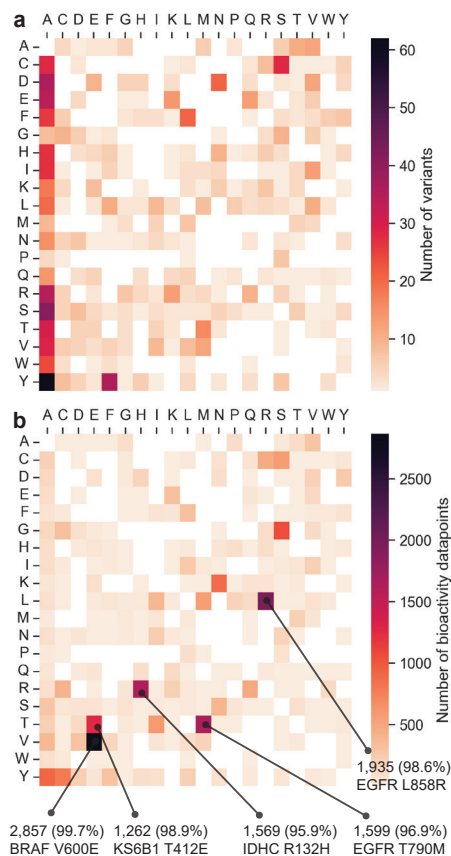 a
A C D E F G H I K L M N P Q R S T V W Y
A
C
D
E
F
G
H
I
K
L
M
N
P
Q
R
S
T
V
W
Y
60
50
40
30
20
10
Number of variants
b
A C D E F G H I K L M N P Q R S T V W Y
A
C
D
E
F
G
H
I
K
L
M
N
P
Q
R
S
T
V
W
Y
2500
2000
1500
1000
500
Number of bioactivity datapoints
1,935 (98.6%)
EGFR L858R
2,857 (99.7%) 1,262 (98.9%) 1,569 (95.9%) 1,599 (96.9%)
BRAF V600E KS6B1 T412E IDHC R132H EGFR T790M